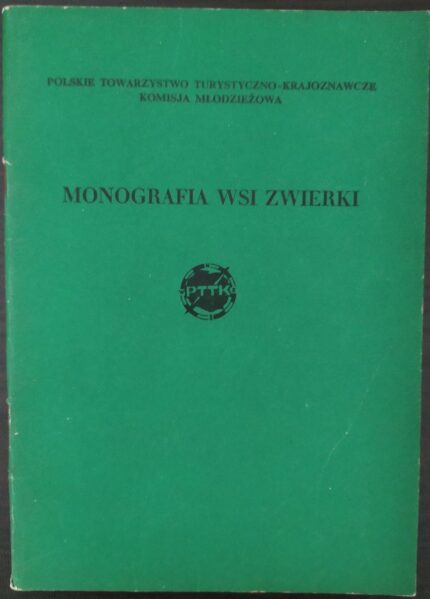 POLSKIE TOWARZYSTWO TURYSTYCZNO-KRAJOZNAWCZE
KOMISJA MŁODZIEŻOWA
MONOGRAFIA WSI ZWIERKI
PTTK